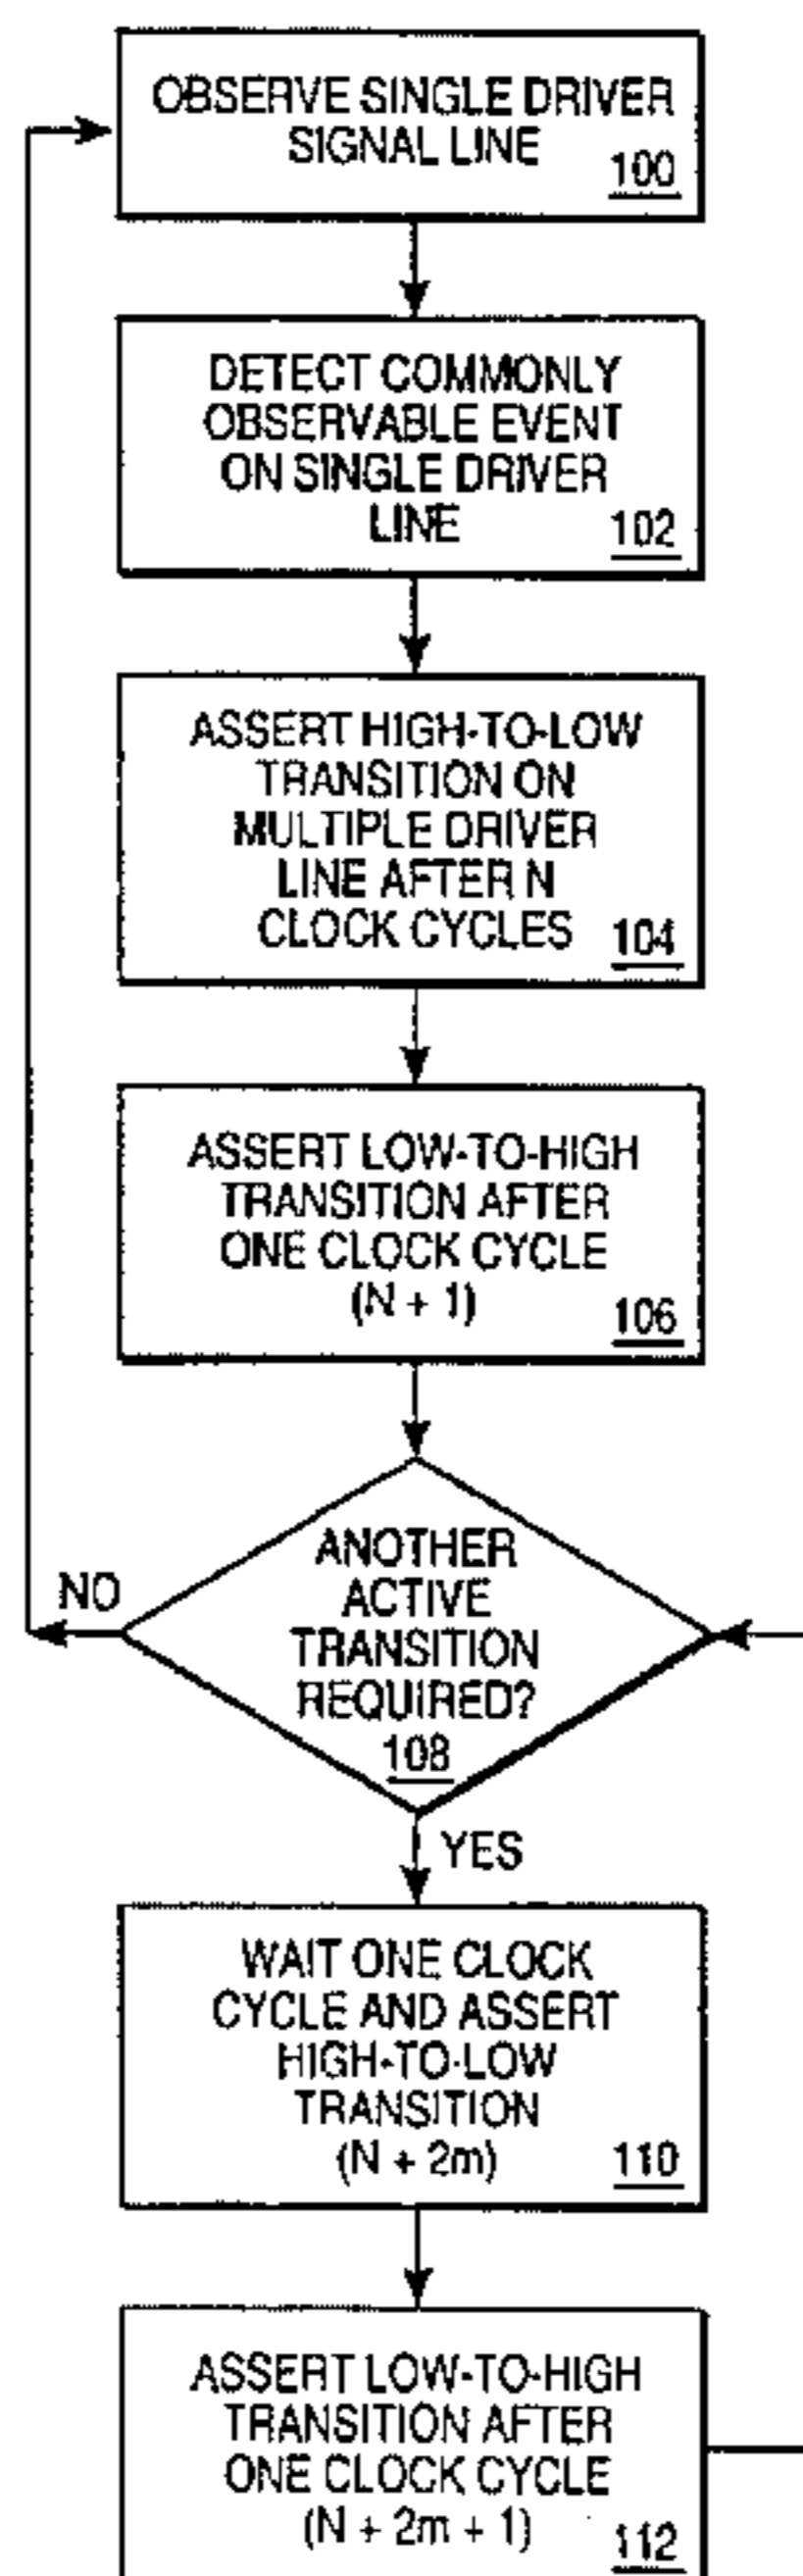 OBSERVE SINGLE DRIVER
SIGNAL LINE
100
DETECT COMMONLY
OBSERVABLE EVENT
ON SINGLE DRIVER
LINE
102
ASSERT HIGH-TO-LOW
TRANSITION ON
MULTIPLE DRIVER
LINE AFTER N
CLOCK CYCLES
104
ASSERT LOW-TO-HIGH
TRANSITION AFTER
ONE CLOCK CYCLE
(N + 1)
106
ANOTHER
ACTIVE
TRANSITION
REQUIRED?
108
NO
YES
WAIT ONE CLOCK
CYCLE AND ASSERT
HIGH-TO-LOW
TRANSITION
(N + 2m)
110
ASSERT LOW-TO-HIGH
TRANSITION AFTER
ONE CLOCK CYCLE
(N + 2m + 1)
112